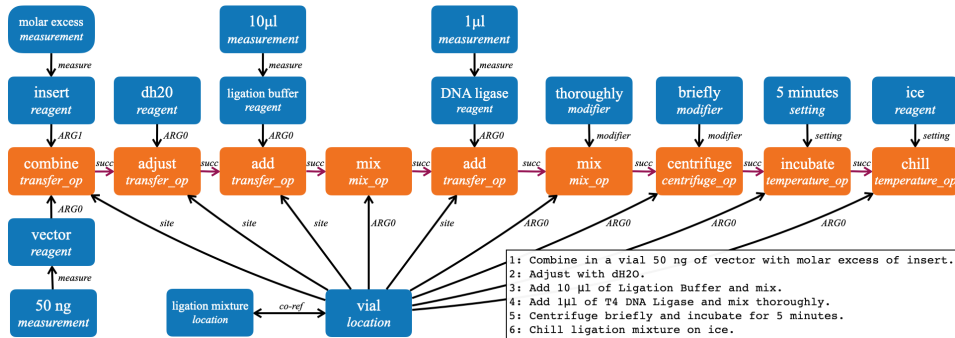 molar excess
measurement
10μl
measurement
1μl
measurement
measure
measure
measure
insert
reagent
dh20
reagent
ligation buffer
reagent
DNA ligase
reagent
thoroughly
modifier
briefly
modifier
5 minutes
setting
ice
reagent
ARG1
ARG0
ARG0
ARG0
modifier
modifier
setting
setting
combine
transfer_op
succ
adjust
transfer_op
succ
add
transfer_op
succ
mix
mix_op
succ
add
transfer_op
succ
mix
mix_op
succ
centrifuge
centrifuge_op
succ
incubate
temperature_op
succ
chill
temperature_op
ARG0
site
site
site
ARG0
site
ARG0
ARG0
ARG0
ARG0
vector
reagent
measure
50 ng
measurement
ligation mixture
location
co-ref
vial
location
1: Combine in a vial 50 ng of vector with molar excess of insert.
2: Adjust with dH2O.
3: Add 10 μl of Ligation Buffer and mix.
4: Add 1μl of T4 DNA Ligase and mix thoroughly.
5: Centrifuge briefly and incubate for 5 minutes.
6: Chill ligation mixture on ice.